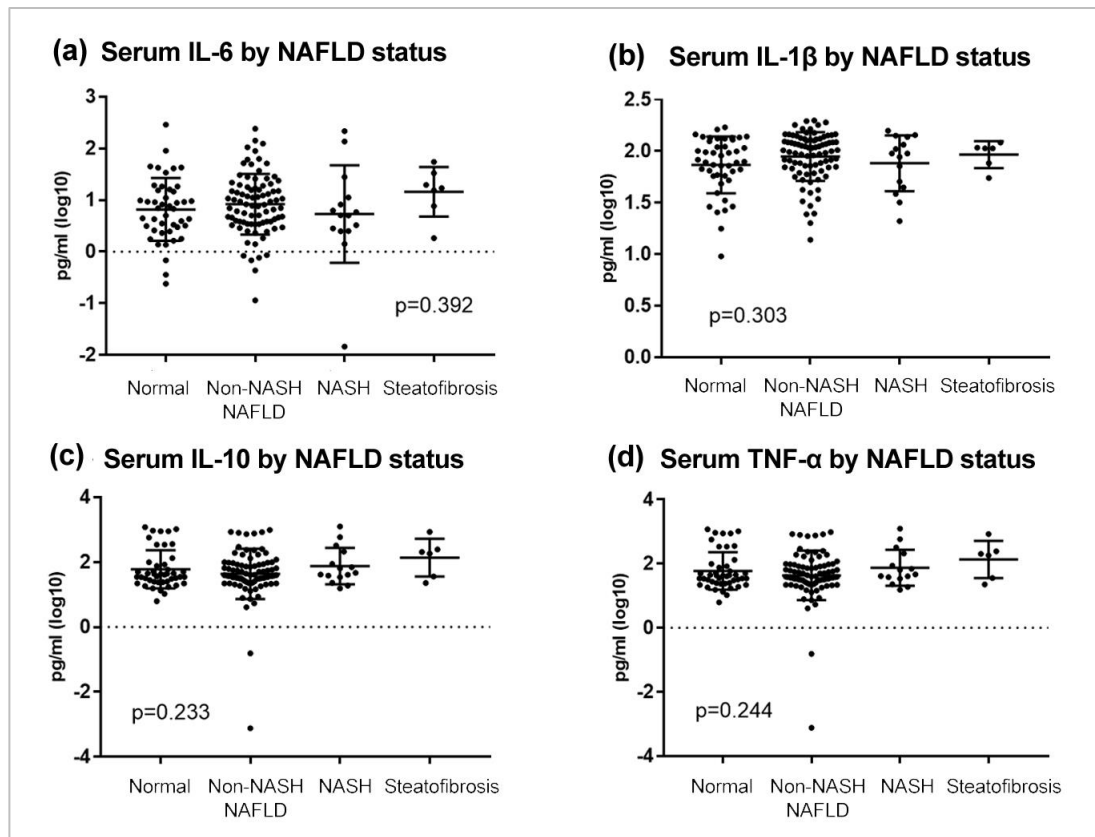 (a) Serum IL-6 by NAFLD status
pg/ml (log10)
3
2
1
0
-1
-2
p=0.392
Normal Non-NASH NASH Steatofibrosis
NAFLD
(b) Serum IL-1β by NAFLD status
pg/ml (log10)
2.5
2.0
1.5
1.0
0.5
0.0
p=0.303
Normal Non-NASH NASH Steatofibrosis
NAFLD
(c) Serum IL-10 by NAFLD status
pg/ml (log10)
4
2
0
-2
-4
p=0.233
Normal Non-NASH NASH Steatofibrosis
NAFLD
(d) Serum TNF-α by NAFLD status
pg/ml (log10)
4
2
0
-2
-4
p=0.244
Normal Non-NASH NASH Steatofibrosis
NAFLD